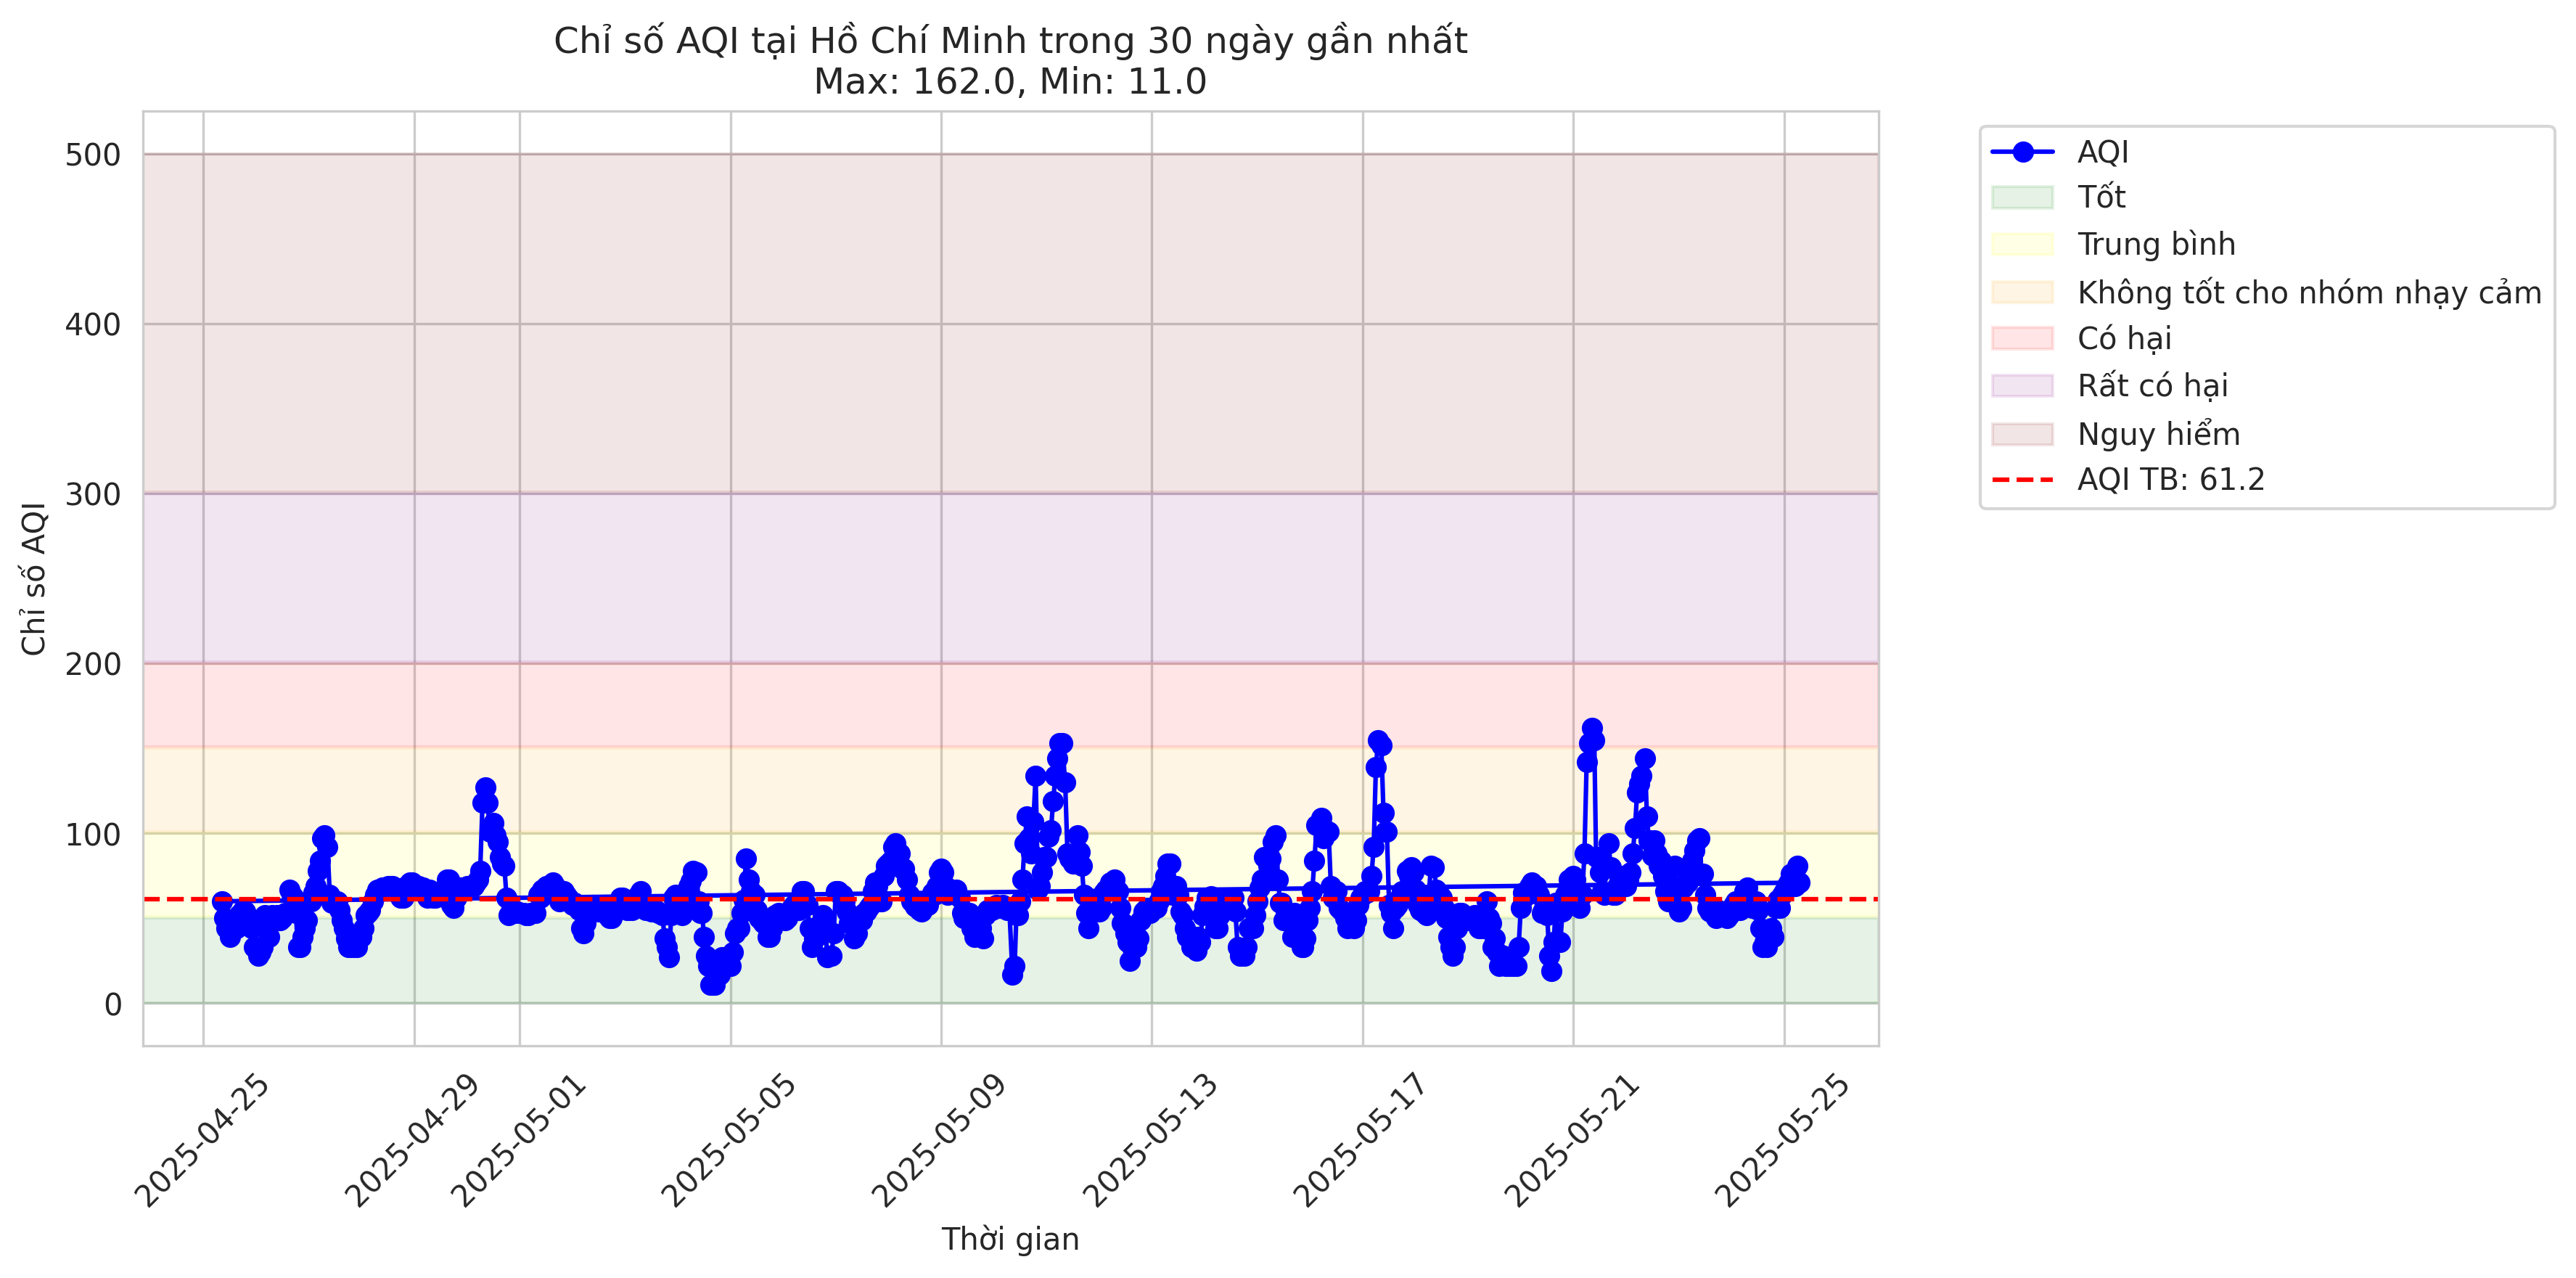 Chỉ số AQI tại Hồ Chí Minh trong 30 ngày gần nhất
Max: 162.0, Min: 11.0
Chỉ số AQI
500
400
300
200
100
0
2025-04-25
2025-04-29
2025-05-01
2025-05-05
2025-05-09
2025-05-13
2025-05-17
2025-05-21
2025-05-25
Thời gian
AQI
Tốt
Trung bình
Không tốt cho nhóm nhạy cảm
Có hại
Rất có hại
Nguy hiểm
AQI TB: 61.2